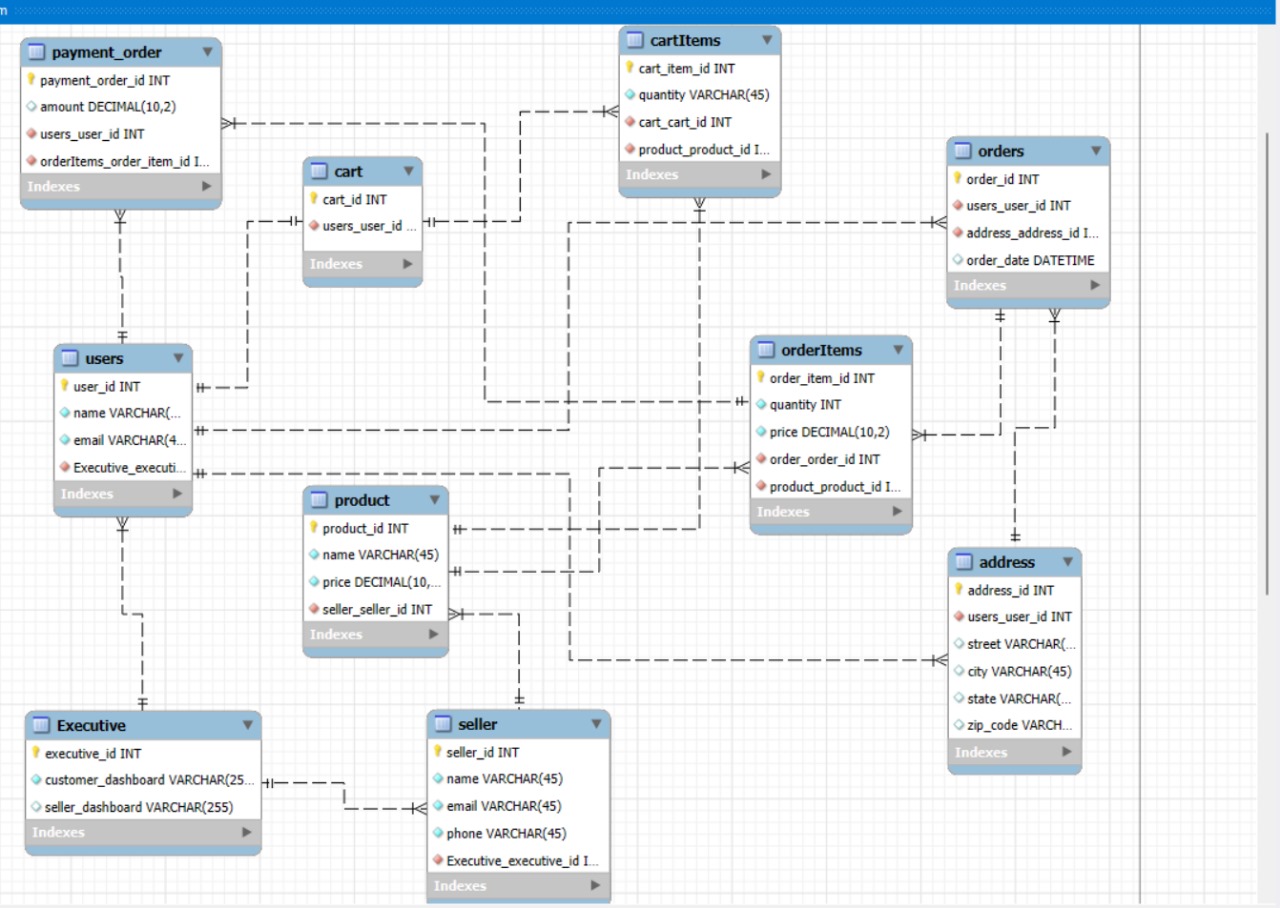 payment_order
payment_order_id INT
amount DECIMAL(10,2)
users_user_id INT
orderItems_order_item_id I...
Indexes
cart
cart_id INT
users_user_id ...
Indexes
cartItems
cart_item_id INT
quantity VARCHAR(45)
cart_cart_id INT
product_product_id I...
Indexes
orders
order_id INT
users_user_id INT
address_address_id I...
order_date DATETIME
Indexes
users
user_id INT
name VARCHAR(...
email VARCHAR(4...
Executive_executi...
Indexes
orderItems
order_item_id INT
quantity INT
price DECIMAL(10,2)
order_order_id INT
product_product_id I...
Indexes
product
product_id INT
name VARCHAR(45)
price DECIMAL(10,...
seller_seller_id INT
Indexes
address
address_id INT
users_user_id INT
street VARCHAR(...
city VARCHAR(45)
state VARCHAR(...
zip_code VARCH...
Indexes
Executive
executive_id INT
customer_dashboard VARCHAR(25...
seller_dashboard VARCHAR(255)
Indexes
seller
seller_id INT
name VARCHAR(45)
email VARCHAR(45)
phone VARCHAR(45)
Executive_executive_id I...
Indexes